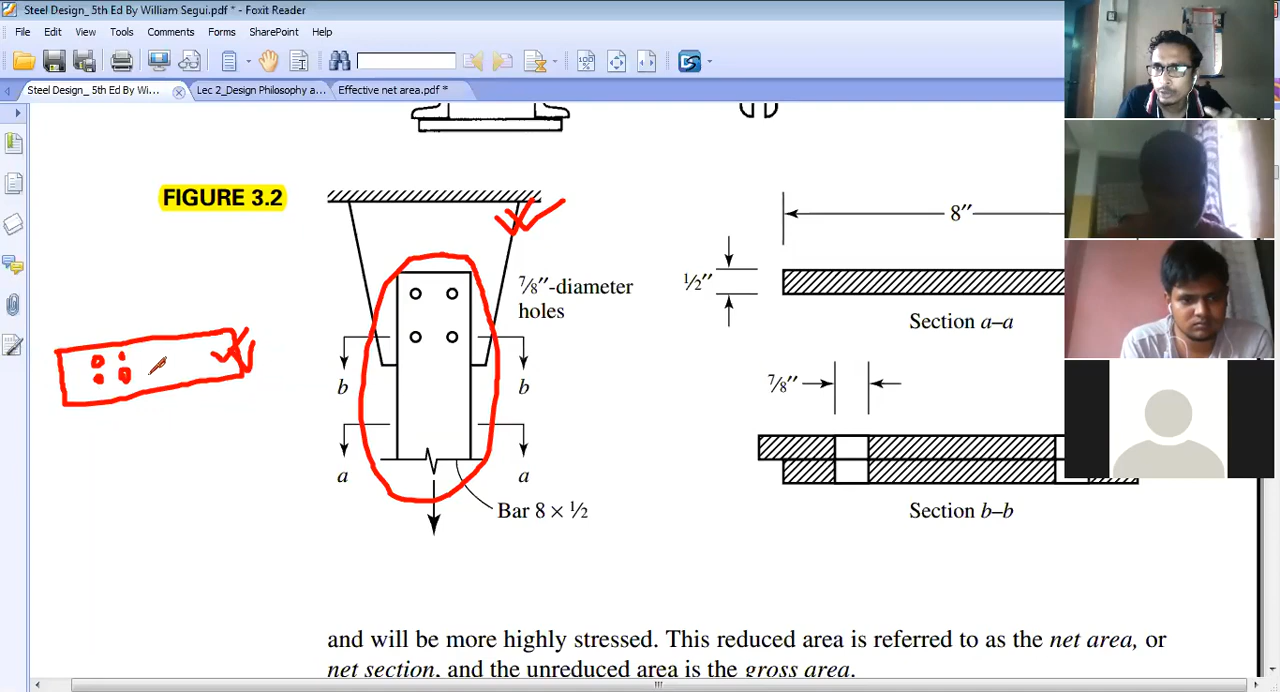 Steel Design_ 5th Ed By William Segui.pdf * - Foxit Reader
File Edit View Tools Comments Forms SharePoint Help
Steel Design_ 5th Ed By Wi... Lec 2_Design Philosophy a... Effective net area.pdf *
FIGURE 3.2
8″
7⁄8″-diameter
holes
1⁄2″
Section a–a
b b
7⁄8″
a a
Bar 8 × 1⁄2
Section b–b
and will be more highly stressed. This reduced area is referred to as the net area, or
net section, and the unreduced area is the gross area.